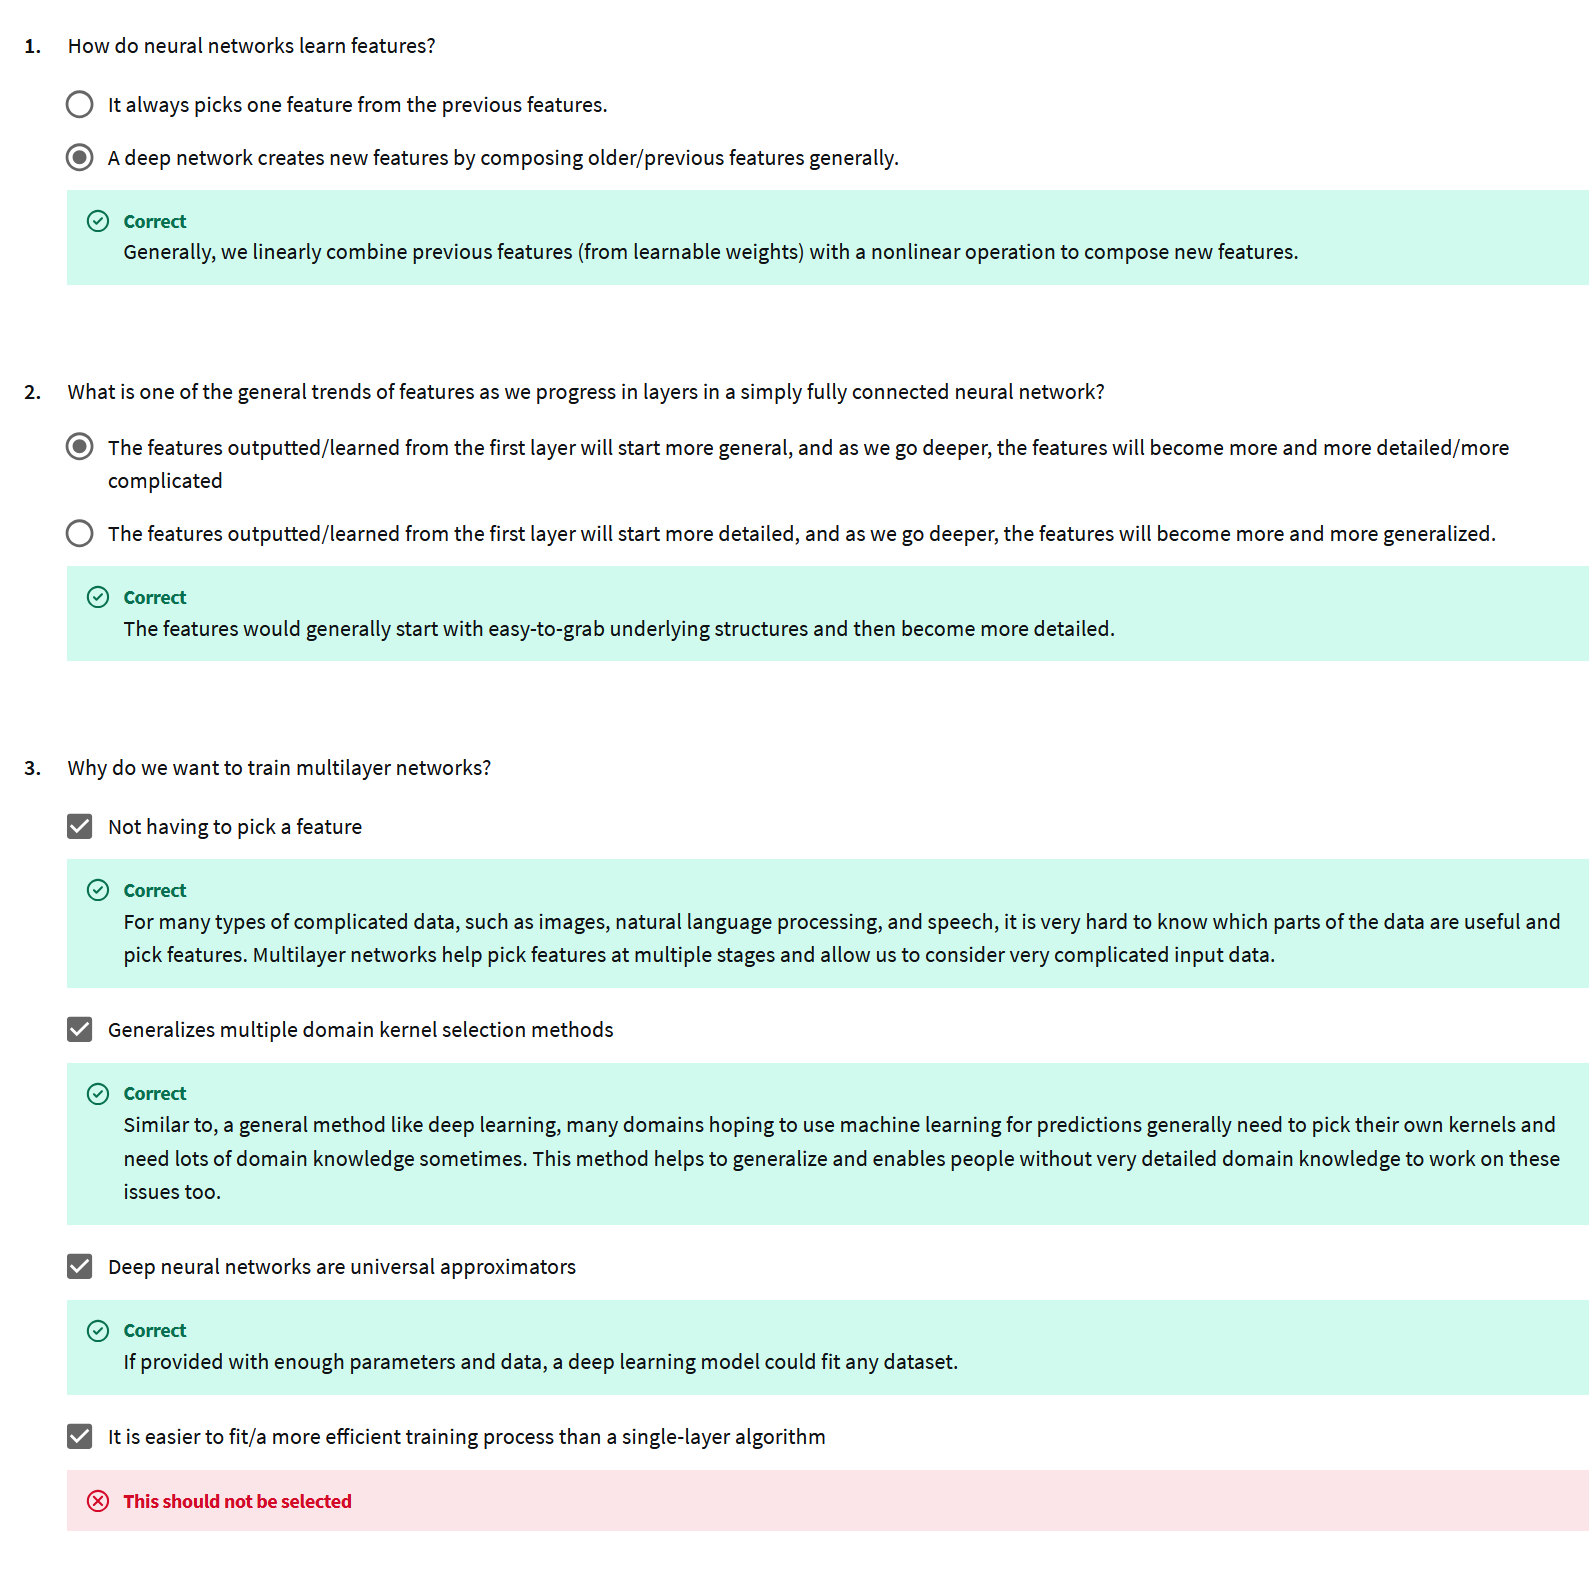 1. How do neural networks learn features?
It always picks one feature from the previous features.
A deep network creates new features by composing older/previous features generally.
Correct
Generally, we linearly combine previous features (from learnable weights) with a nonlinear operation to compose new features.
2. What is one of the general trends of features as we progress in layers in a simply fully connected neural network?
The features outputted/learned from the first layer will start more general, and as we go deeper, the features will become more and more detailed/more
complicated
The features outputted/learned from the first layer will start more detailed, and as we go deeper, the features will become more and more generalized.
Correct
The features would generally start with easy-to-grab underlying structures and then become more detailed.
3. Why do we want to train multilayer networks?
Not having to pick a feature
Correct
For many types of complicated data, such as images, natural language processing, and speech, it is very hard to know which parts of the data are useful and
pick features. Multilayer networks help pick features at multiple stages and allow us to consider very complicated input data.
Generalizes multiple domain kernel selection methods
Correct
Similar to, a general method like deep learning, many domains hoping to use machine learning for predictions generally need to pick their own kernels and
need lots of domain knowledge sometimes. This method helps to generalize and enables people without very detailed domain knowledge to work on these
issues too.
Deep neural networks are universal approximators
Correct
If provided with enough parameters and data, a deep learning model could fit any dataset.
It is easier to fit/a more efficient training process than a single-layer algorithm
This should not be selected